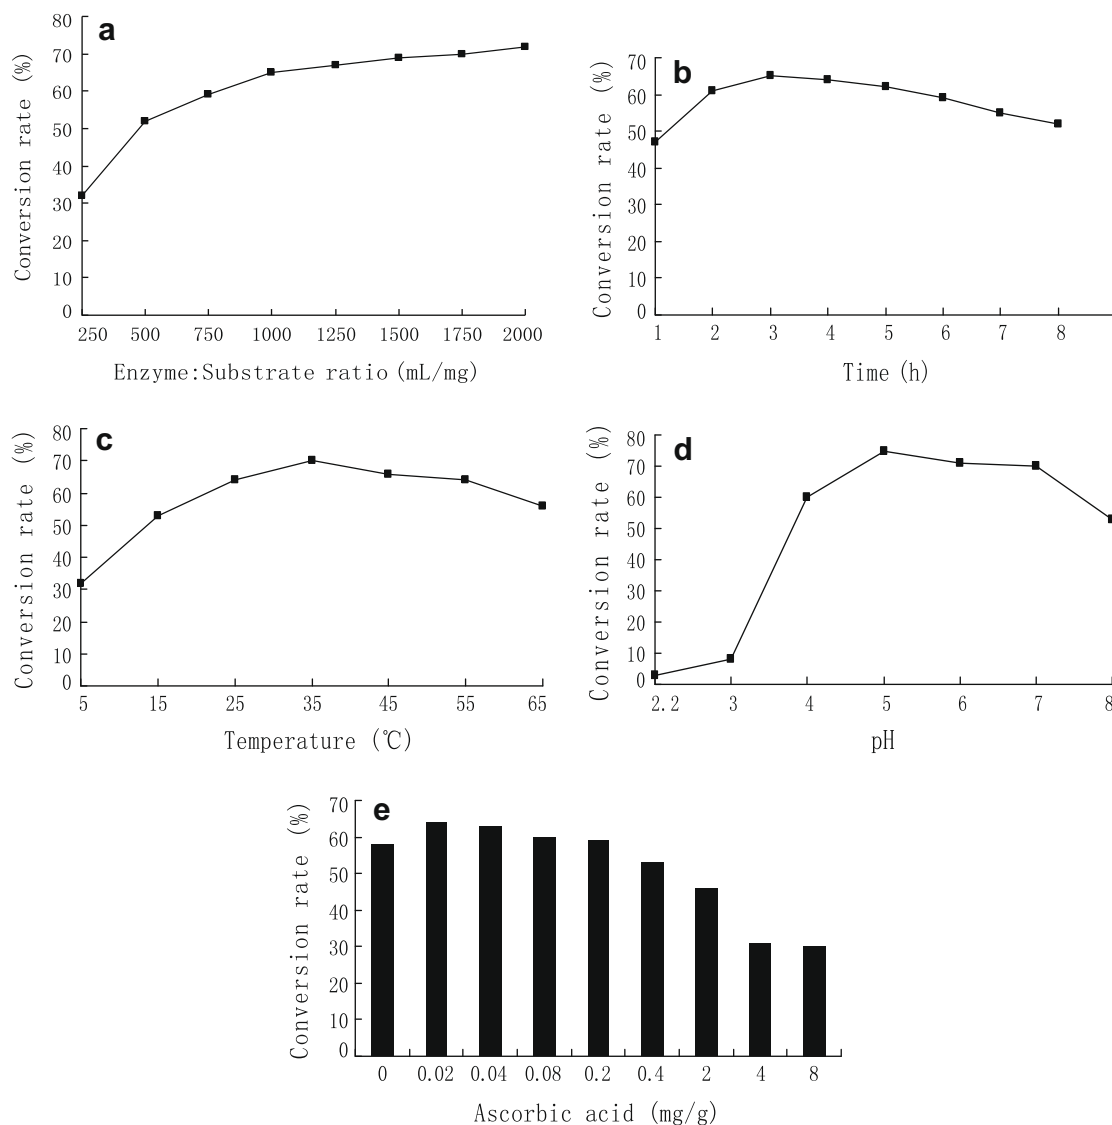 a
Conversion rate (%)
80
70
60
50
40
30
20
10
0
250 500 750 1000 1250 1500 1750 2000
Enzyme:Substrate ratio (mL/mg)
b
Conversion rate (%)
70
60
50
40
30
20
10
0
1 2 3 4 5 6 7 8
Time (h)
c
Conversion rate (%)
80
70
60
50
40
30
20
10
0
5 15 25 35 45 55 65
Temperature (℃)
d
Conversion rate (%)
80
70
60
50
40
30
20
10
0
2.2 3 4 5 6 7 8
pH
e
Conversion rate (%)
70
60
50
40
30
20
10
0
0 0.02 0.04 0.08 0.2 0.4 2 4 8
Ascorbic acid (mg/g)